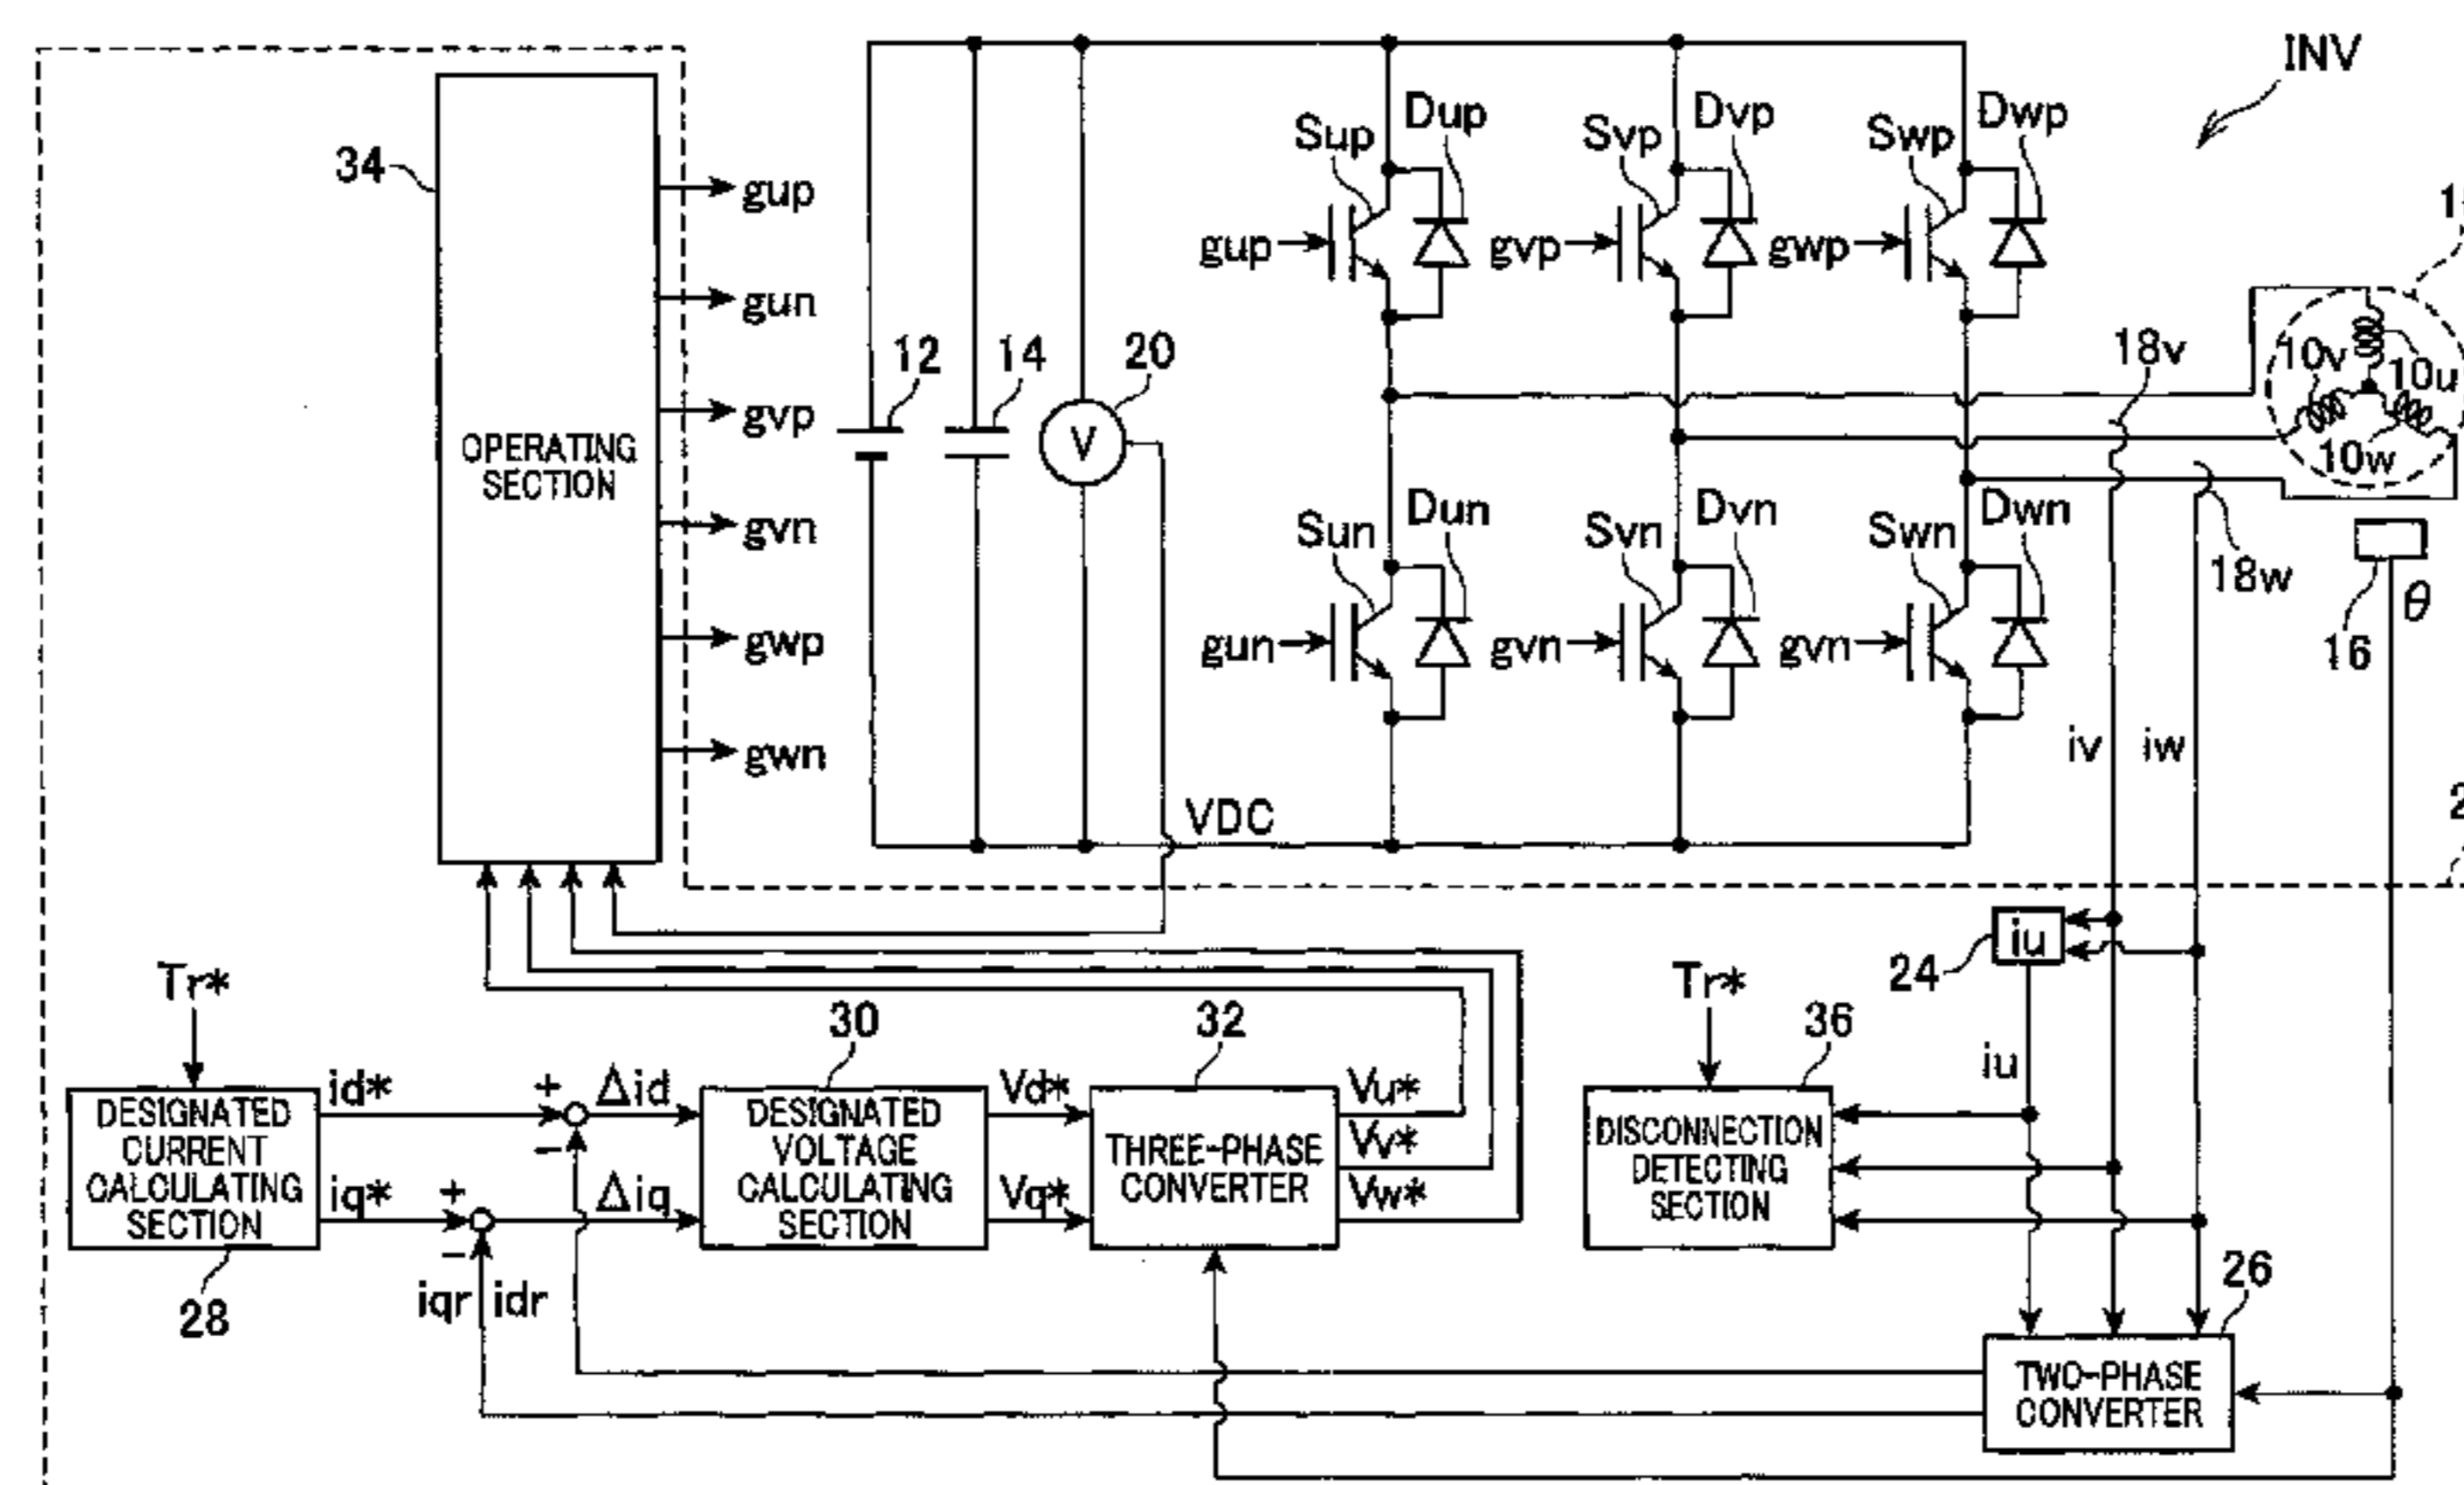 INV
Dup
Dvp
Dwp
Sup
Svp
Swp
34
gup
gup
gvp
gwp
gun
12
14
20
18v
10v
10u
gvp
V
OPERATING
SECTION
10w
Sun
Dun
Svn
Dvn
Swn
Dwn
gvn
18w
θ
gun
gvn
gvn
16
gwp
iv
iw
gwn
VDC
24
iu
Tr*
Tr*
30
32
36
iu
id*
+
Δid
Vd*
Vu*
DESIGNATED
CURRENT
CALCULATING
SECTION
DESIGNATED
VOLTAGE
CALCULATING
SECTION
THREE-PHASE
CONVERTER
DISCONNECTION
DETECTING
SECTION
−
Vv*
iq*
+
Δiq
Vq*
Vw*
−
28
iqr
idr
26
TWO-PHASE
CONVERTER